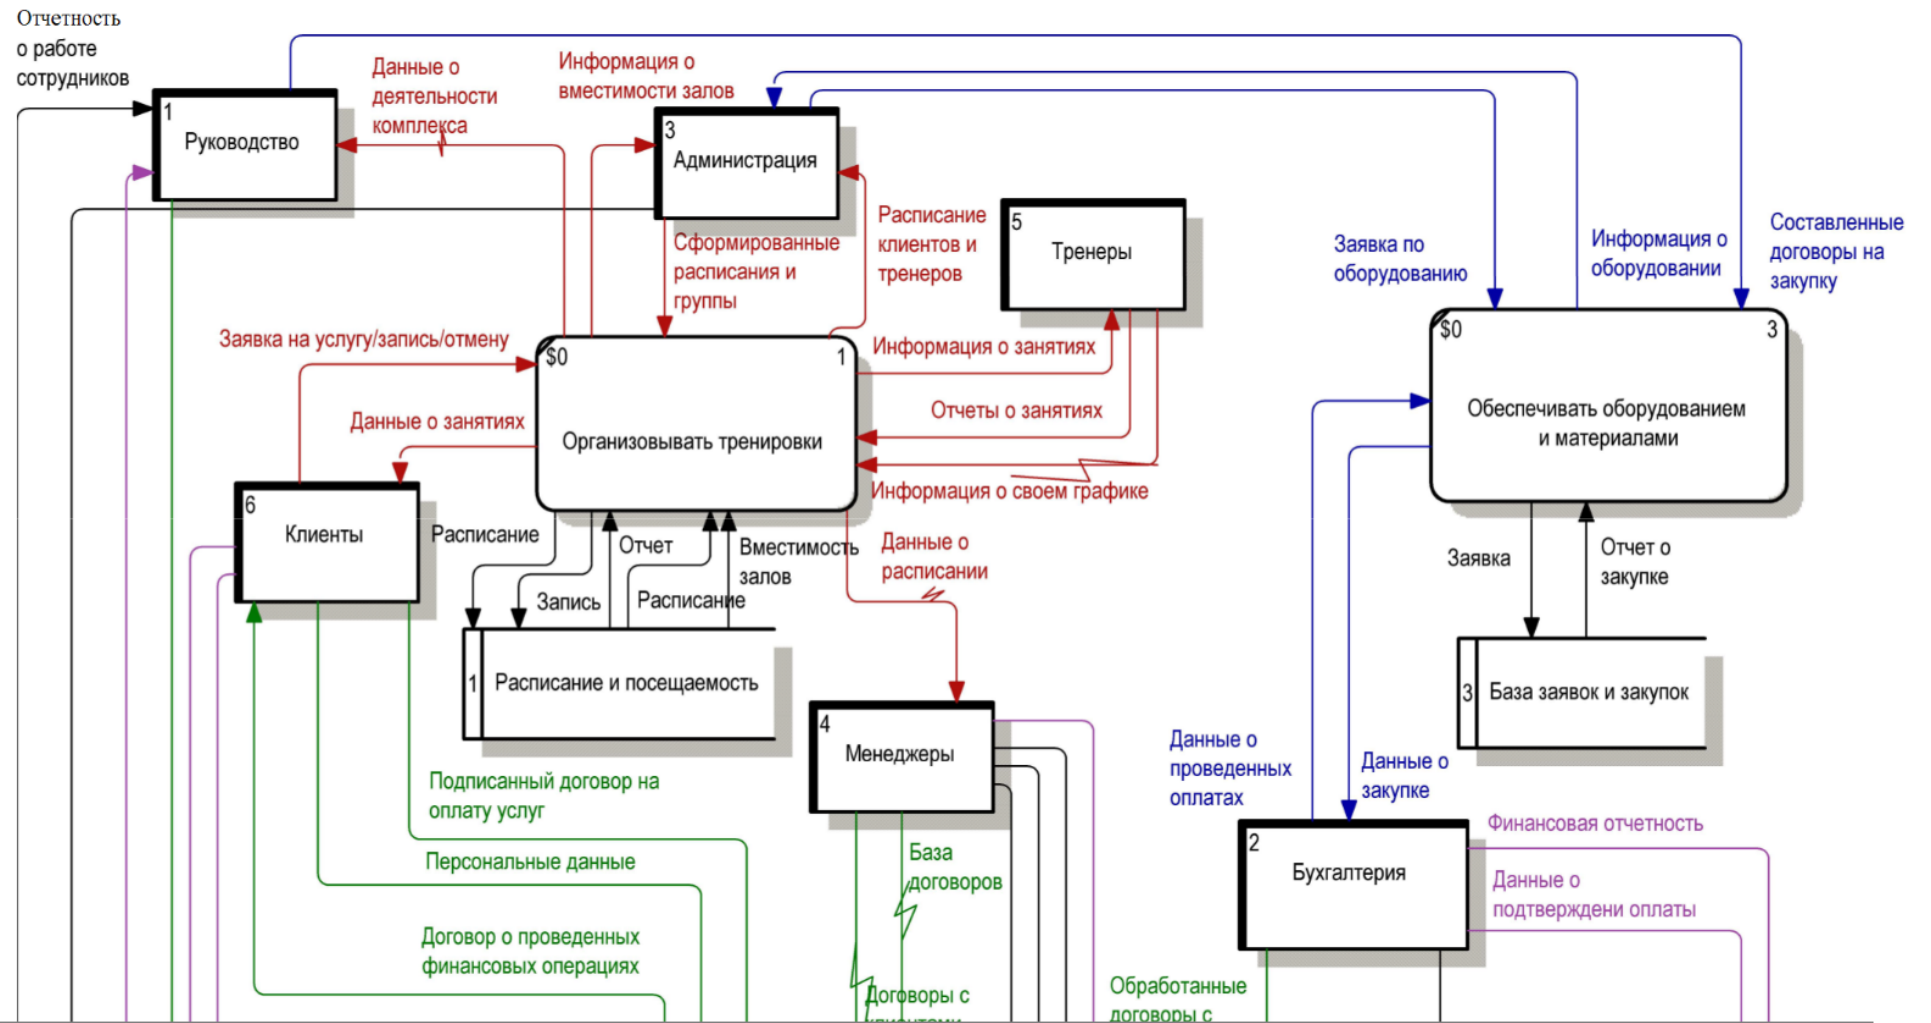 Отчетность
о работе
сотрудников
Данные о
деятельности
комплекса
Информация о
вместимости залов
1
Руководство
3
Администрация
Сформированные
расписания и
группы
Расписание
клиентов и
тренеров
5
Тренеры
Заявка по
оборудованию
Информация о
оборудовании
Составленные
договоры на
закупку
Заявка на услугу/запись/отмену
$0
1
Организовывать тренировки
Информация о занятиях
Отчеты о занятиях
Информация о своем графике
$0
3
Обеспечивать оборудованием
и материалами
Данные о занятиях
6
Клиенты
Расписание
Запись
Отчет
Расписание
Вместимость
залов
Данные о
расписании
Заявка
Отчет о
закупке
1
Расписание и посещаемость
3
База заявок и закупок
4
Менеджеры
Данные о
проведенных
оплатах
Данные о
закупке
Подписанный договор на
оплату услуг
Персональные данные
База
договоров
2
Бухгалтерия
Финансовая отчетность
Данные о
подтверждени оплаты
Договор о проведенных
финансовых операциях
Договоры с
клиентами
Обработанные
договоры с